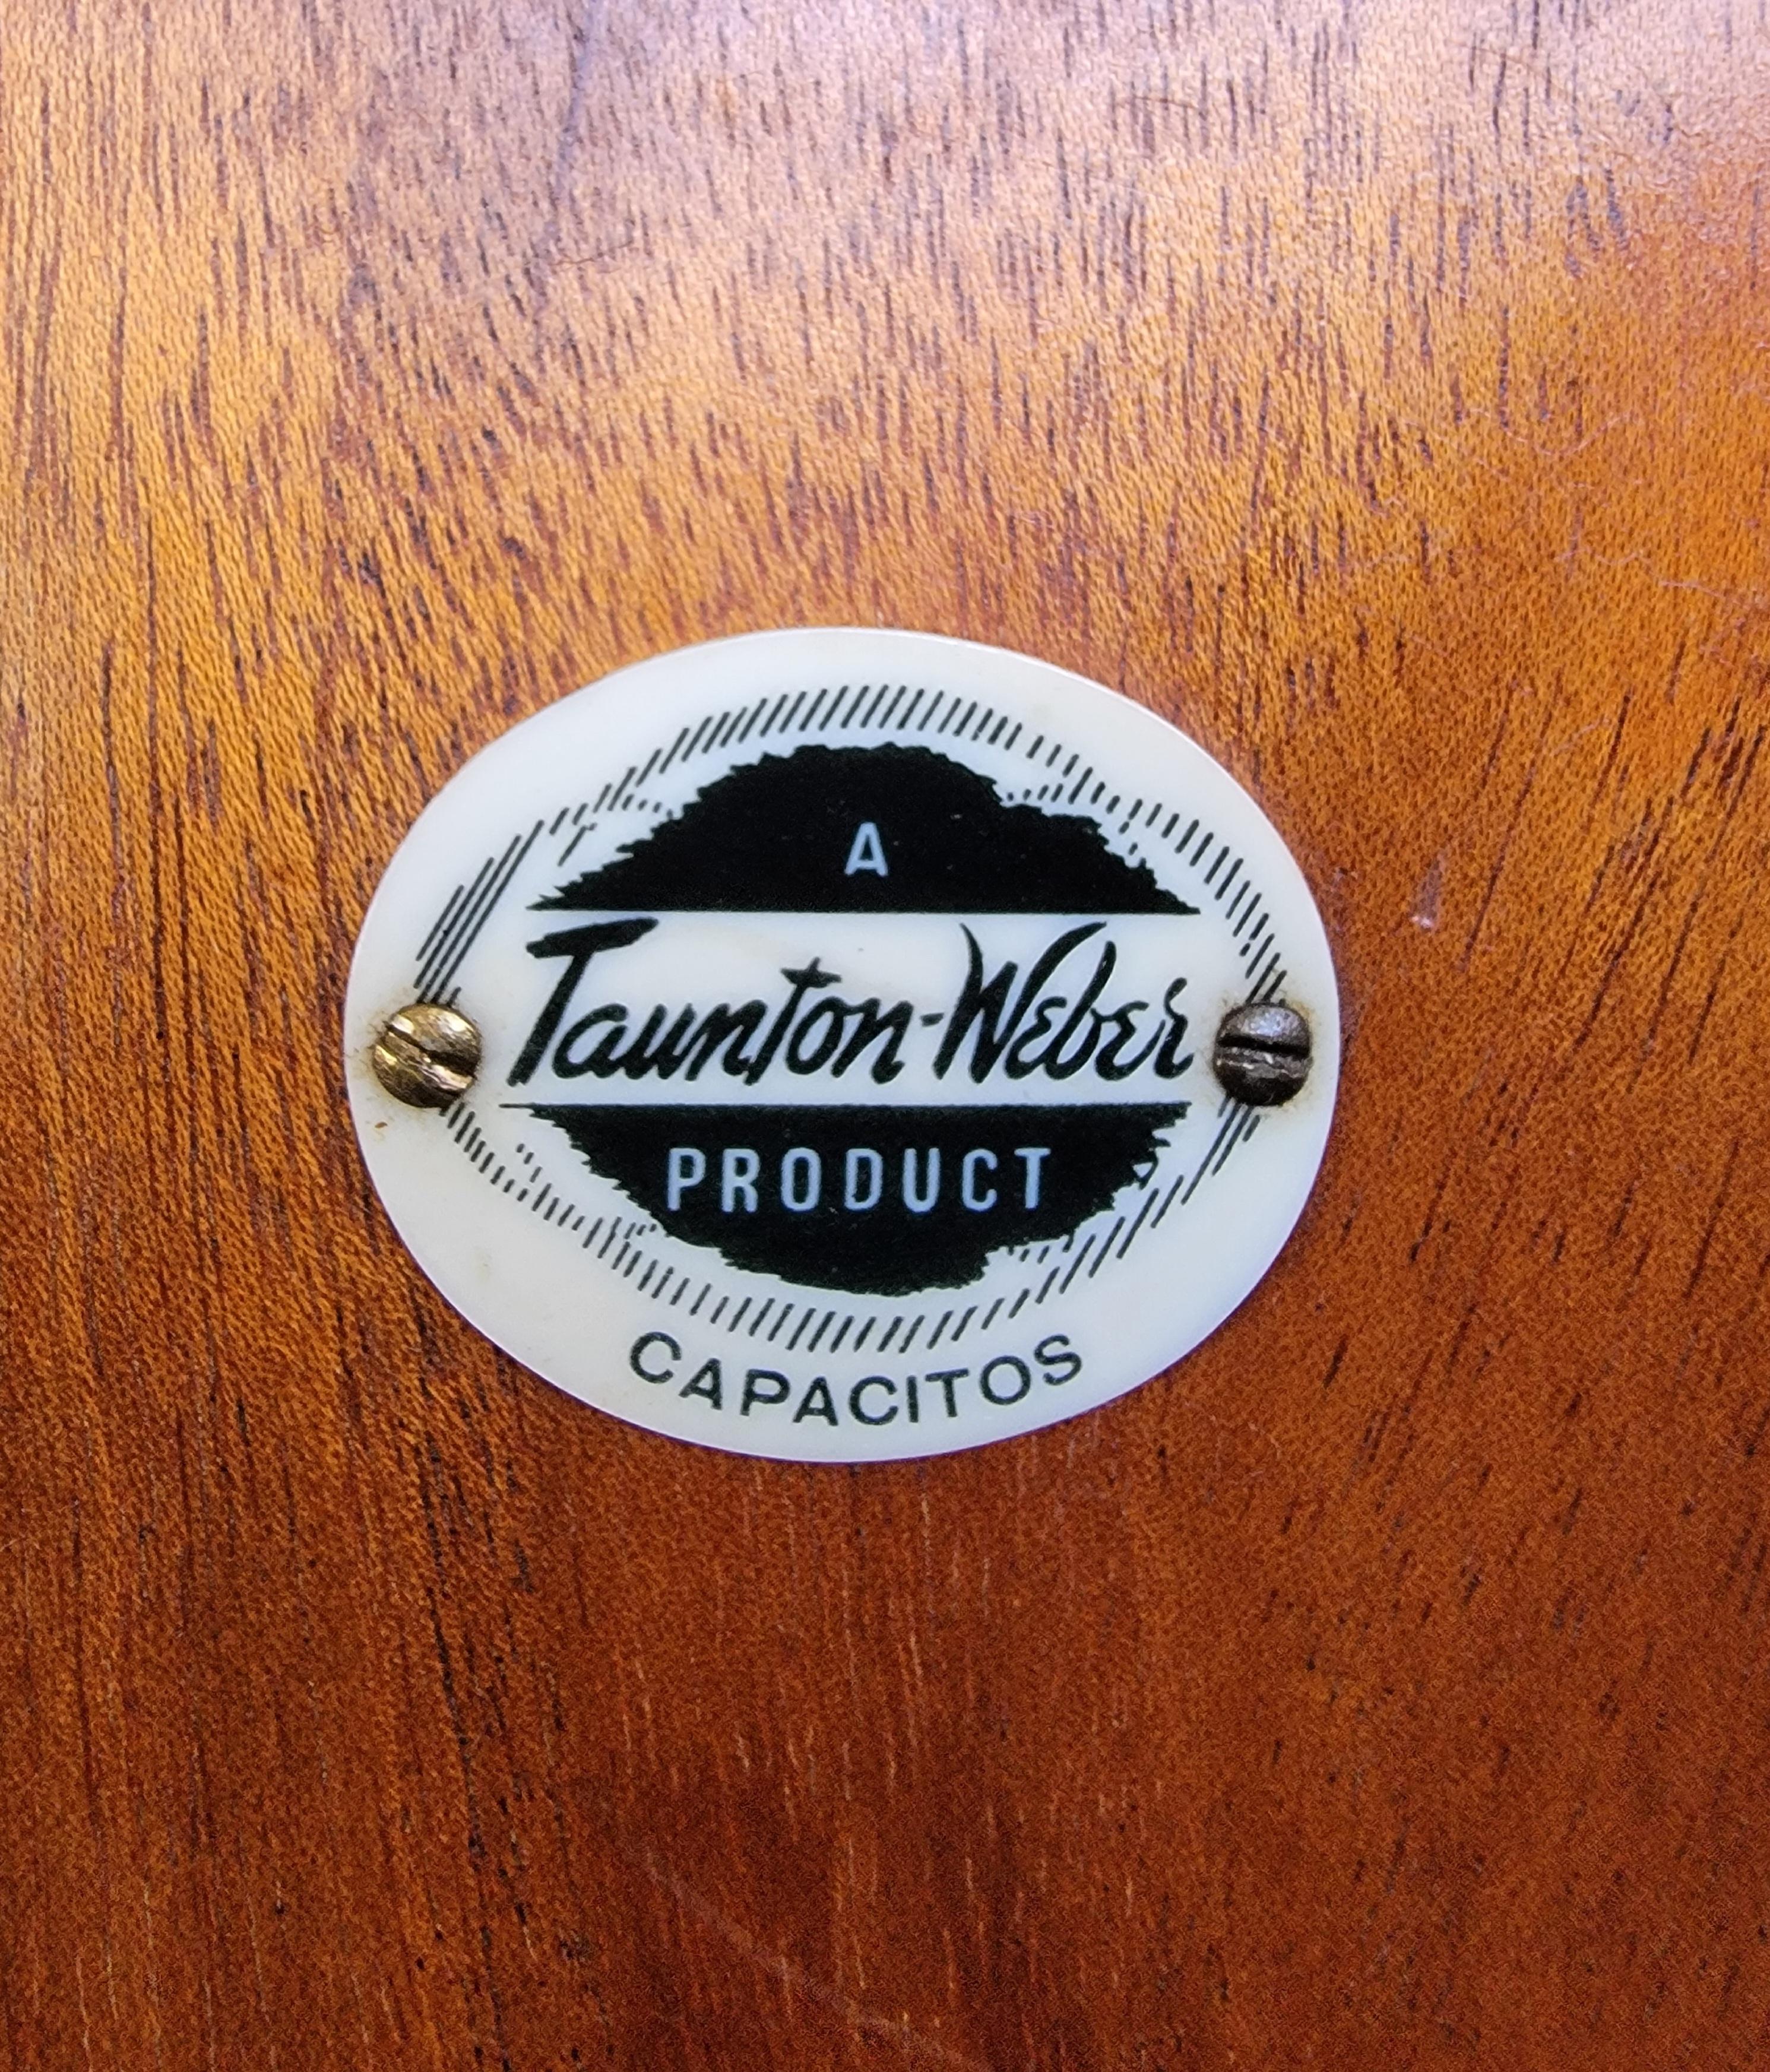 A
Taunton-Weber
PRODUCT
CAPACITOS